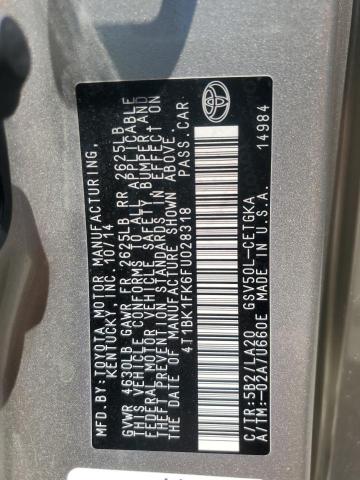 MFD. BY:TOYOTA MOTOR MANUFACTURING,
KENTUCKY INC. 10/14
GVWR 4630LB GAWR FR 2625LB RR 2625LB
THIS VEHICLE CONFORMS TO ALL APPLICABLE
FEDERAL MOTOR VEHICLE SAFETY, BUMPER, AND
THEFT PREVENTION STANDARDS IN EFFECT ON
THE DATE OF MANUFACTURE SHOWN ABOVE.
4T1BK1FK6FU028318 PASS.CAR
C/TR:5B2/LA20 GSV50L-CETGKA
A/TM:-02A/U660E MADE IN U.S.A.
14984